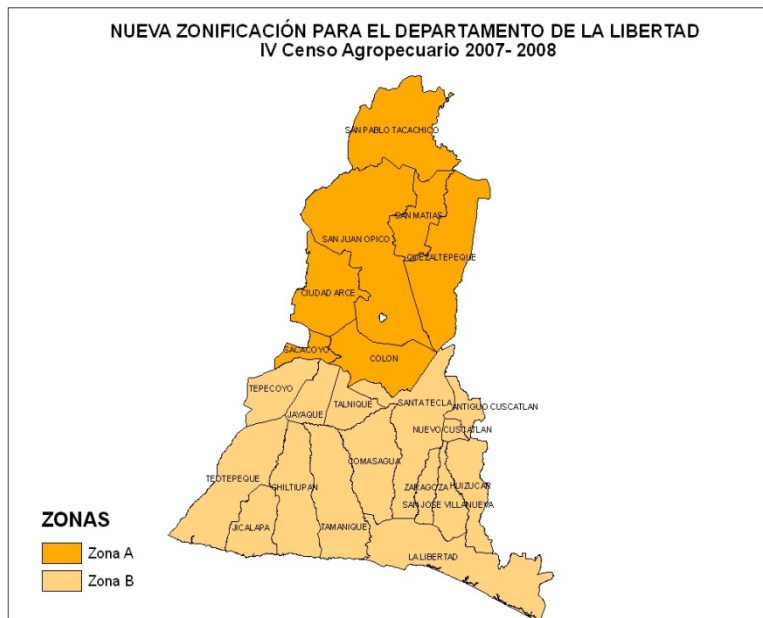 NUEVA ZONIFICACIÓN PARA EL DEPARTAMENTO DE LA LIBERTAD
IV Censo Agropecuario 2007- 2008
SAN PABLO TACACHICO
SAN MATIAS
SAN JUAN OPICO
QUEZALTEPEQUE
CIUDAD ARCE
SACACOYO
COLON
TEPECOYO
TALNIQUE
SANTA TECLA
ANTIGUO CUSCATLAN
JAYAQUE
NUEVO CUSCATLAN
COMASAGUA
TEOTEPEQUE
CHILTIUPAN
ZARAGOZA
HUIZUCAR
SAN JOSE VILLANUEVA
JICALAPA
TAMANIQUE
LA LIBERTAD
ZONAS
Zona A
Zona B